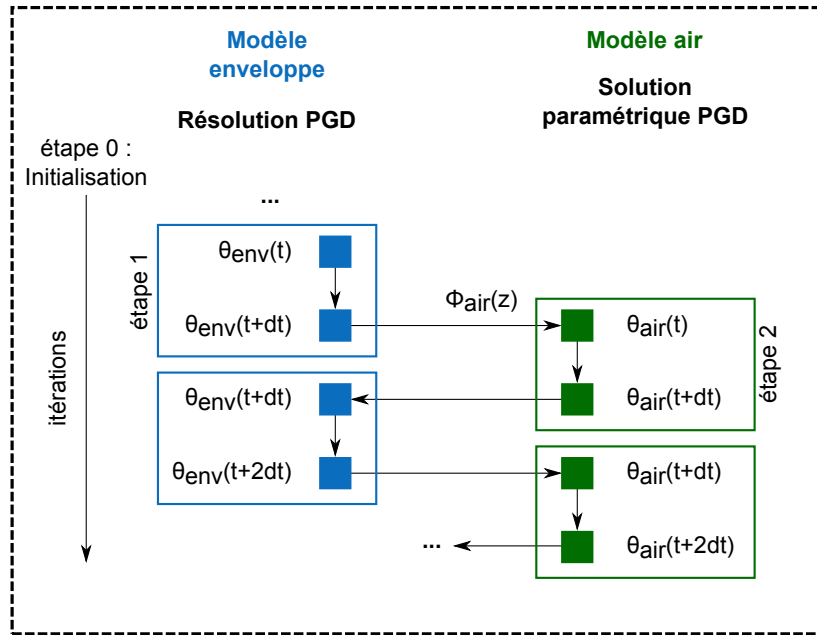 Modèle
enveloppe
Modèle air
Résolution PGD
Solution
paramétrique PGD
étape 0 :
Initialisation
...
étape 1
θenv(t)
θenv(t+dt)
Φair(z)
θair(t)
θair(t+dt)
étape 2
itérations
θenv(t+dt)
θenv(t+2dt)
θair(t+dt)
θair(t+2dt)
...